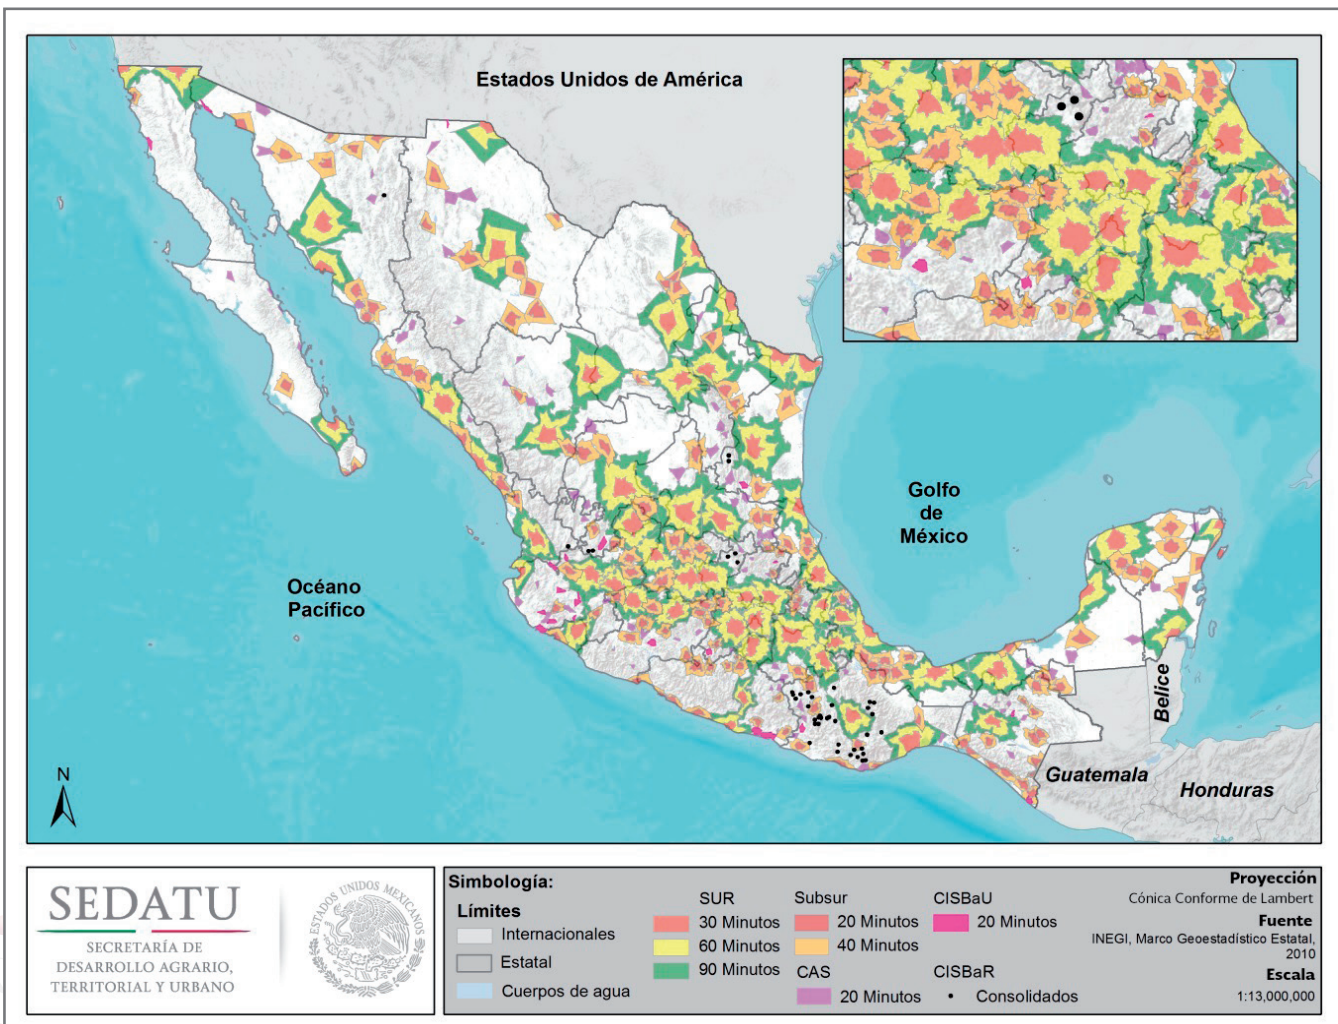 Estados Unidos de América
Golfo
de
México
Océano
Pacífico
Belice
Guatemala
Honduras
N
SEDATU
SECRETARÍA DE
DESARROLLO AGRARIO,
TERRITORIAL Y URBANO
ESTADOS UNIDOS MEXICANOS
Simbología:
Límites
Internacionales
Estatal
Cuerpos de agua
SUR
30 Minutos
60 Minutos
90 Minutos
Subsur
20 Minutos
40 Minutos
CAS
20 Minutos
CISBaU
20 Minutos
CISBaR
Consolidados
Proyección
Cónica Conforme de Lambert
Fuente
INEGI, Marco Geoestadístico Estatal,
2010
Escala
1:13,000,000